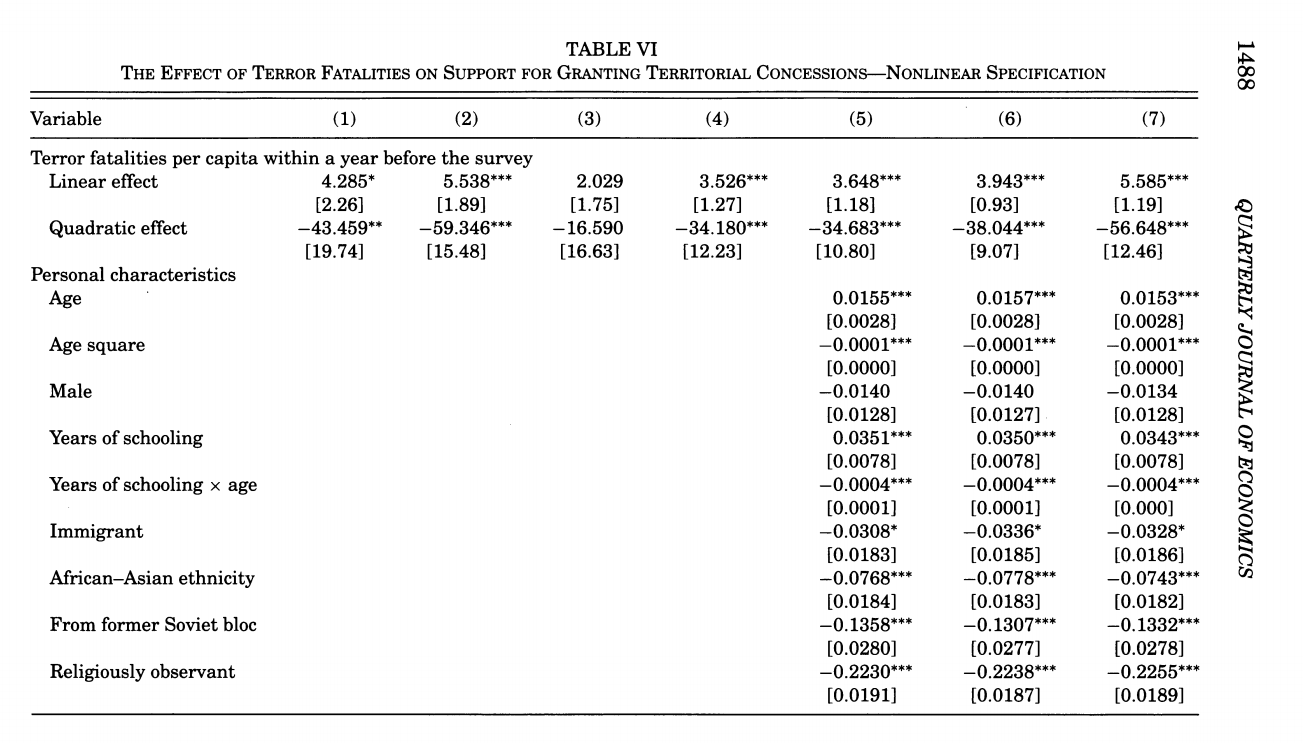 TABLE VI
THE EFFECT OF TERROR FATALITIES ON SUPPORT FOR GRANTING TERRITORIAL CONCESSIONS—NONLINEAR SPECIFICATION
Variable (1) (2) (3) (4) (5) (6) (7)
Terror fatalities per capita within a year before the survey
Linear effect 4.285* 5.538*** 2.029 3.526*** 3.648*** 3.943*** 5.585***
[2.26] [1.89] [1.75] [1.27] [1.18] [0.93] [1.19]
Quadratic effect −43.459** −59.346*** −16.590 −34.180*** −34.683*** −38.044*** −56.648***
[19.74] [15.48] [16.63] [12.23] [10.80] [9.07] [12.46]
Personal characteristics
Age 0.0155*** 0.0157*** 0.0153***
[0.0028] [0.0028] [0.0028]
Age square −0.0001*** −0.0001*** −0.0001***
[0.0000] [0.0000] [0.0000]
Male −0.0140 −0.0140 −0.0134
[0.0128] [0.0127] [0.0128]
Years of schooling 0.0351*** 0.0350*** 0.0343***
[0.0078] [0.0078] [0.0078]
Years of schooling × age −0.0004*** −0.0004*** −0.0004***
[0.0001] [0.0001] [0.000]
Immigrant −0.0308* −0.0336* −0.0328*
[0.0183] [0.0185] [0.0186]
African–Asian ethnicity −0.0768*** −0.0778*** −0.0743***
[0.0184] [0.0183] [0.0182]
From former Soviet bloc −0.1358*** −0.1307*** −0.1332***
[0.0280] [0.0277] [0.0278]
Religiously observant −0.2230*** −0.2238*** −0.2255***
[0.0191] [0.0187] [0.0189]
1488
QUARTERLY JOURNAL OF ECONOMICS